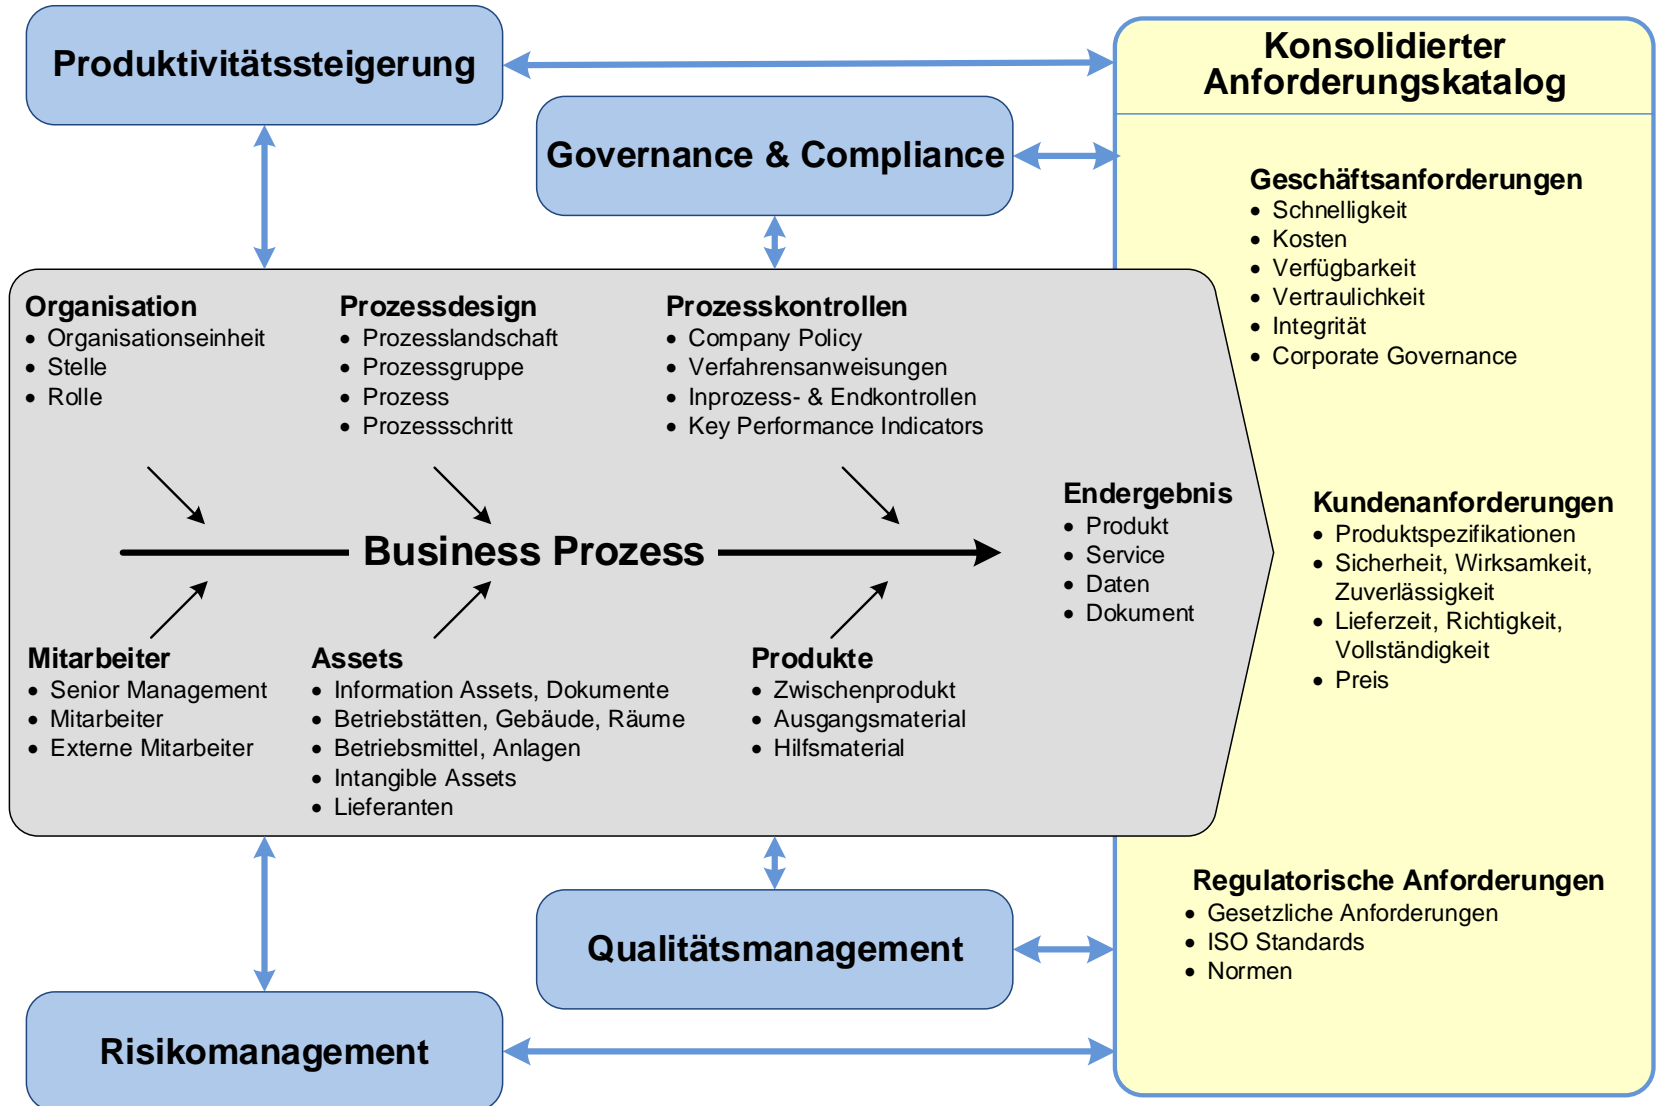 Produktivitätssteigerung
Governance & Compliance
Konsolidierter
Anforderungskatalog
Geschäftsanforderungen
• Schnelligkeit
• Kosten
• Verfügbarkeit
• Vertraulichkeit
• Integrität
• Corporate Governance
Organisation
• Organisationseinheit
• Stelle
• Rolle
Prozessdesign
• Prozesslandschaft
• Prozessgruppe
• Prozess
• Prozessschritt
Prozesskontrollen
• Company Policy
• Verfahrensanweisungen
• Inprozess- & Endkontrollen
• Key Performance Indicators
Business Prozess
Endergebnis
• Produkt
• Service
• Daten
• Dokument
Kundenanforderungen
• Produktspezifikationen
• Sicherheit, Wirksamkeit,
Zuverlässigkeit
• Lieferzeit, Richtigkeit,
Vollständigkeit
• Preis
Mitarbeiter
• Senior Management
• Mitarbeiter
• Externe Mitarbeiter
Assets
• Information Assets, Dokumente
• Betriebstätten, Gebäude, Räume
• Betriebsmittel, Anlagen
• Intangible Assets
• Lieferanten
Produkte
• Zwischenprodukt
• Ausgangsmaterial
• Hilfsmaterial
Regulatorische Anforderungen
• Gesetzliche Anforderungen
• ISO Standards
• Normen
Qualitätsmanagement
Risikomanagement